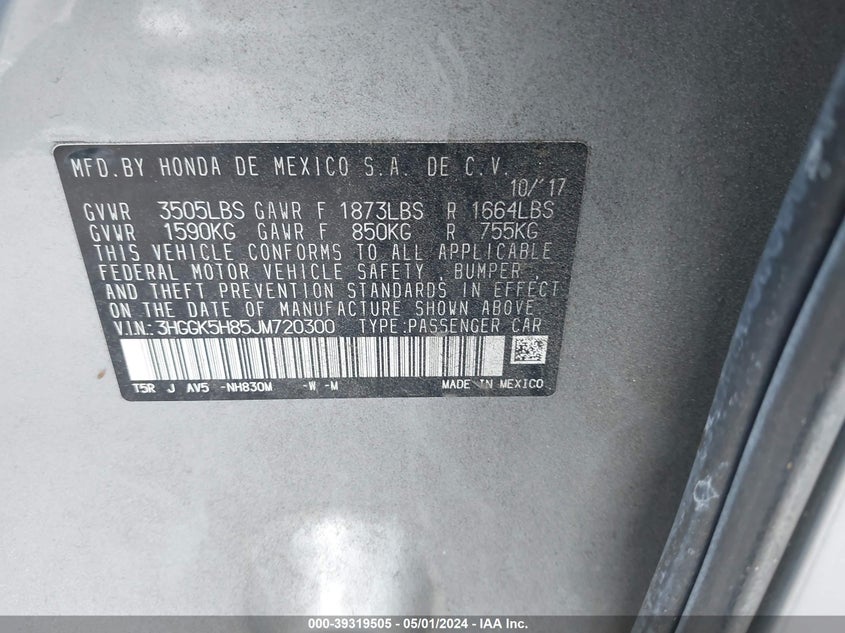 MFD.BY HONDA DE MEXICO S.A. DE C.V.
10/'17
GVWR 3505LBS GAWR F 1873LBS R 1664LBS
GVWR 1590KG GAWR F 850KG R 755KG
THIS VEHICLE CONFORMS TO ALL APPLICABLE
FEDERAL MOTOR VEHICLE SAFETY , BUMPER ,
AND THEFT PREVENTION STANDARDS IN EFFECT
ON THE DATE OF MANUFACTURE SHOWN ABOVE.
V.I.N.:3HGGK5H85JM720300 TYPE:PASSENGER CAR
T5R J AV5 -NH830M -W -M MADE IN MEXICO
000-39319505 - 05/01/2024 - © IAA Inc.